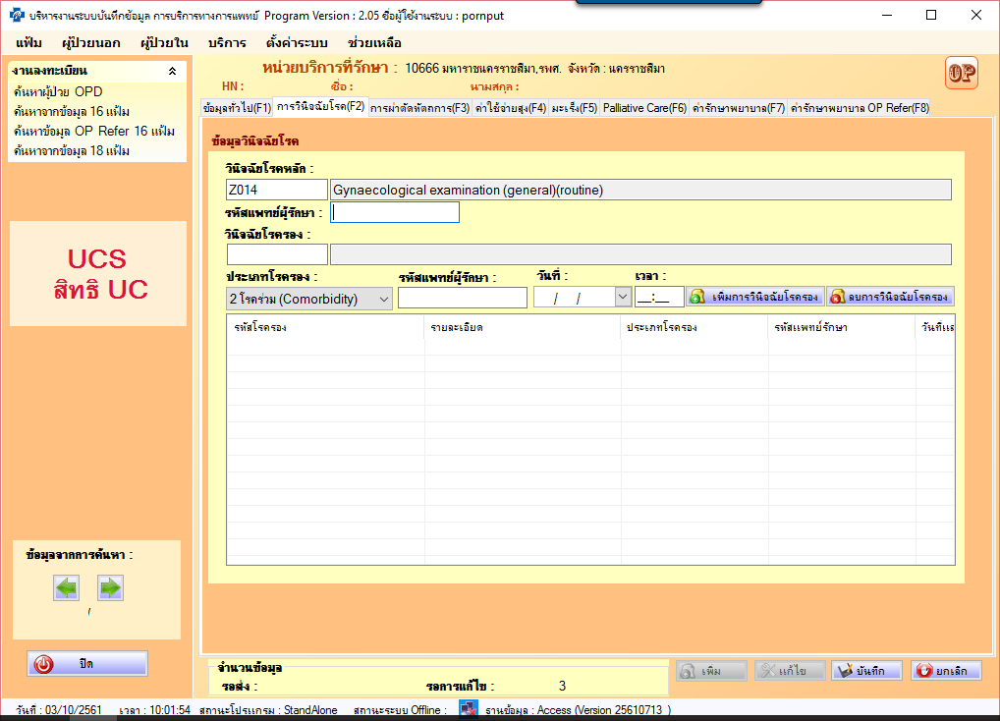 บริหารงานระบบบันทึกข้อมูล การบริการทางการแพทย์ Program Version : 2.05 ชื่อผู้ใช้งานระบบ : pornput
แฟ้ม ผู้ป่วยนอก ผู้ป่วยใน บริการ ตั้งค่าระบบ ช่วยเหลือ
งานลงทะเบียน
ค้นหาผู้ป่วย OPD
ค้นหาจากข้อมูล 16 แฟ้ม
ค้นหาข้อมูล OP Refer 16 แฟ้ม
ค้นหาจากข้อมูล 18 แฟ้ม
UCS
สิทธิ UC
ข้อมูลจากการค้นหา :
/
ปิด
หน่วยบริการที่รักษา : 10666 มหาราชนครราชสีมา,รพศ. จังหวัด : นครราชสีมา
HN : ชื่อ : นามสกุล :
OP
ข้อมูลทั่วไป(F1) การวินิจฉัยโรค(F2) การผ่าตัดหัตถการ(F3) ค่าใช้จ่ายสูง(F4) มะเร็ง(F5) Palliative Care(F6) ค่ารักษาพยาบาล(F7) ค่ารักษาพยาบาล OP Refer(F8)
ข้อมูลวินิจฉัยโรค
วินิจฉัยโรคหลัก :
Z014 Gynaecological examination (general)(routine)
รหัสแพทย์ผู้รักษา :
วินิจฉัยโรครอง :
ประเภทโรครอง : รหัสแพทย์ผู้รักษา : วันที่ : เวลา :
2 โรคร่วม (Comorbidity) / / __:__ เพิ่มการวินิจฉัยโรครอง ลบการวินิจฉัยโรครอง
รหัสโรครอง รายละเอียด ประเภทโรครอง รหัสแพทย์รักษา วันที่แล
จำนวนข้อมูล
รอส่ง : รอการแก้ไข : 3
เพิ่ม แก้ไข บันทึก ยกเลิก
วันที่ : 03/10/2561 เวลา : 10:01:54 สถานะโปรแกรม : StandAlone สถานะระบบ Offline : ฐานข้อมูล : Access (Version 25610713 )